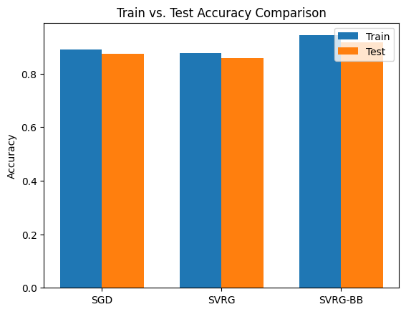 Train vs. Test Accuracy Comparison
Train
Test
Accuracy
0.8
0.6
0.4
0.2
0.0
SGD SVRG SVRG-BB